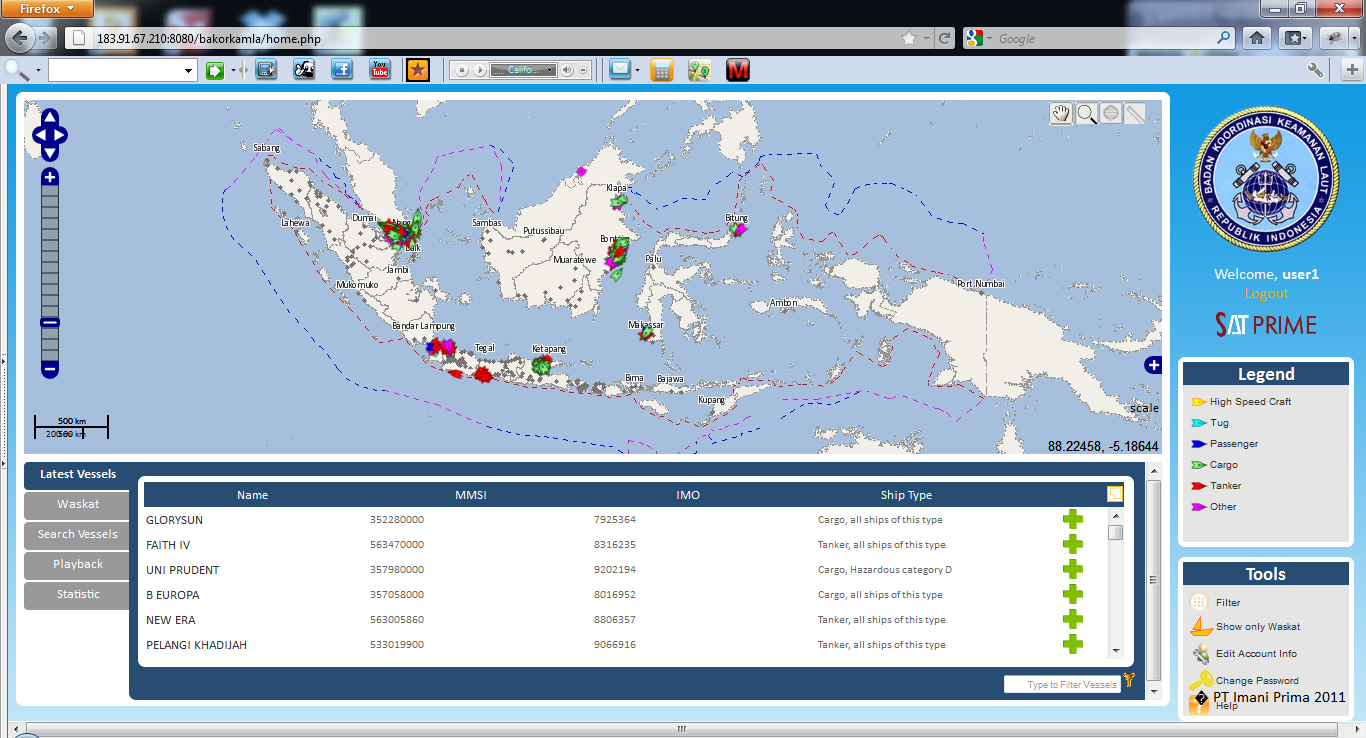 Firefox
183.91.67.210:8080/bakorkamla/home.php
Google
You Tube
Califo...
M
Sabang
Lahewa
Dumai
Baik
Sambas
Putussibau
Klapa
Bitung
Bont
Muaratewe
Palu
Jambi
Mukomuko
Port Numbai
Ambon
Bandar Lampung
Makassar
Tegal
Ketapang
Bima
Bajawa
Kupang
500 km
scale
88.22458, -5.18644
BADAN KOORDINASI KEAMANAN LAUT
REPUBLIK INDONESIA
Welcome, user1
Logout
SAT PRIME
Legend
High Speed Craft
Tug
Passenger
Cargo
Tanker
Other
Tools
Filter
Show only Waskat
Edit Account Info
Change Password
� PT Imani Prima 2011
Help
Latest Vessels
Waskat
Search Vessels
Playback
Statistic
Name MMSI IMO Ship Type
GLORYSUN 352280000 7925364 Cargo, all ships of this type
FAITH IV 563470000 8316235 Tanker, all ships of this type
UNI PRUDENT 357980000 9202194 Cargo, Hazardous category D
B EUROPA 357058000 8016952 Cargo, all ships of this type
NEW ERA 563005860 8806357 Tanker, all ships of this type
PELANGI KHADIJAH 533019900 9066916 Tanker, all ships of this type
Type to Filter Vessels